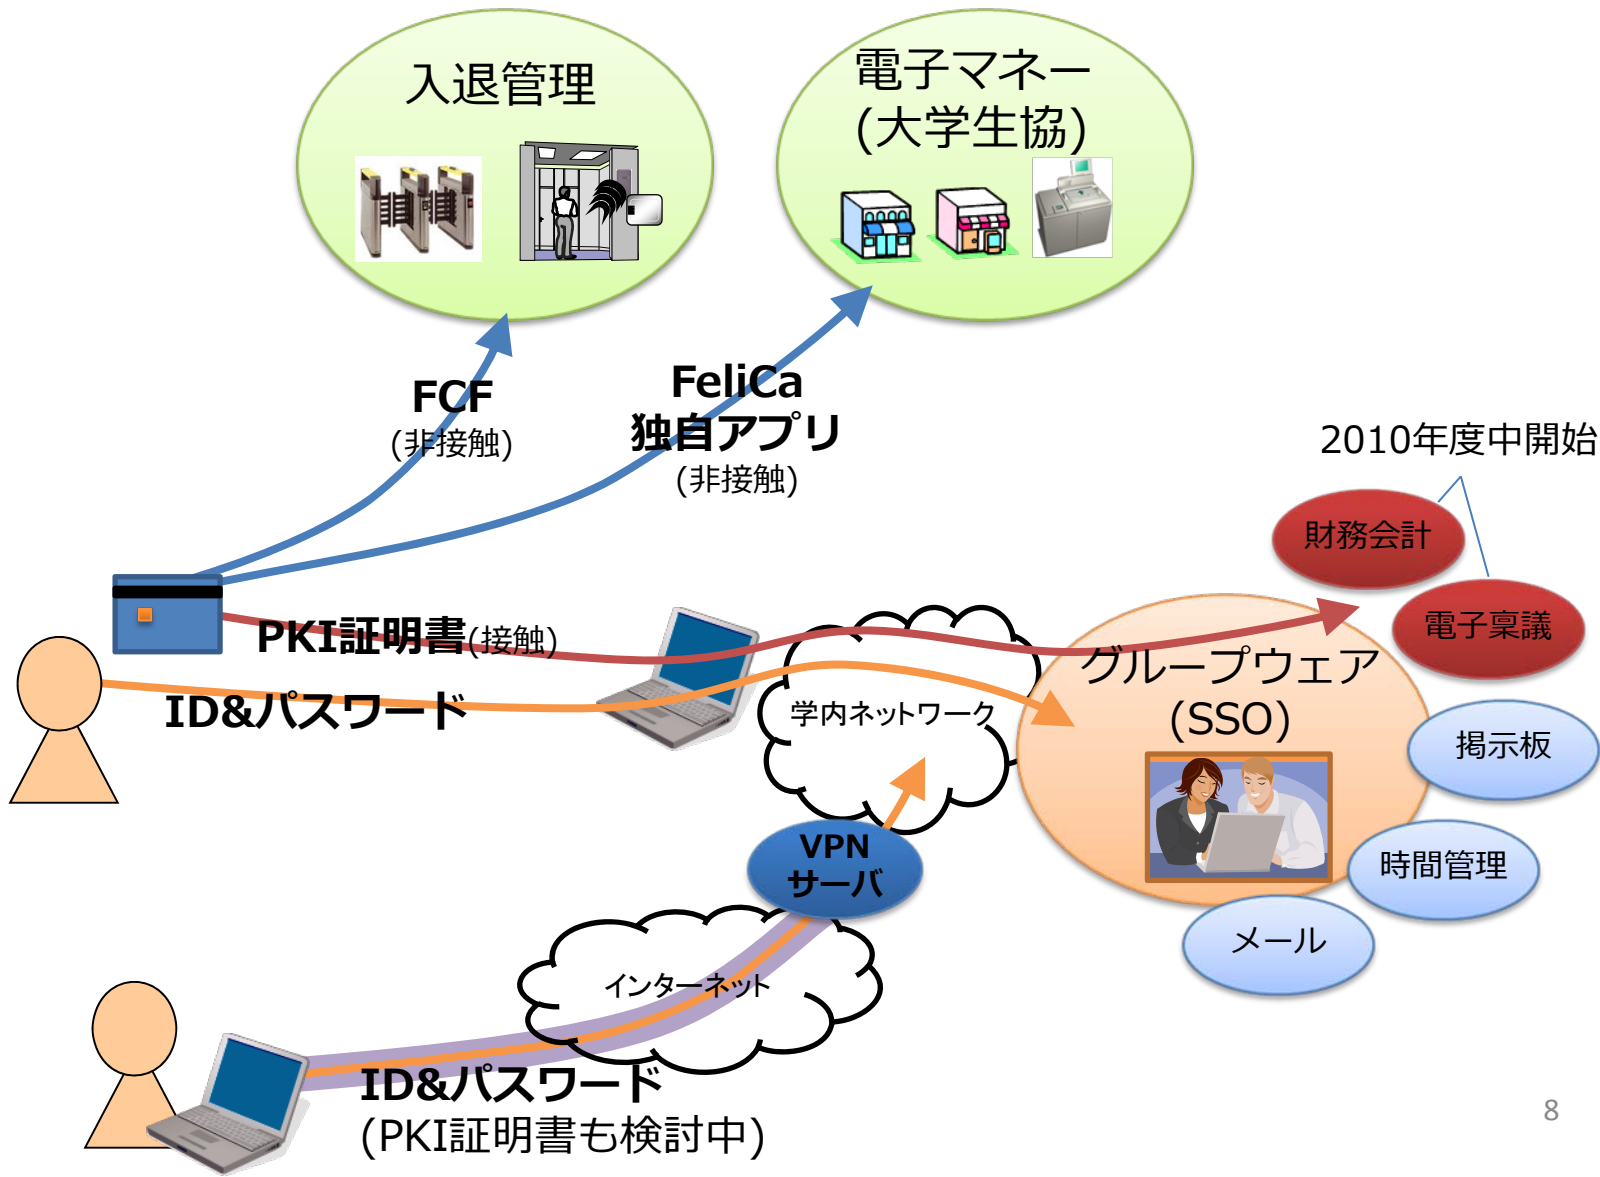 入退管理
電子マネー
(大学生協)
FCF
(非接触)
FeliCa
独自アプリ
(非接触)
2010年度中開始
財務会計
電子稟議
PKI証明書(接触)
ID&パスワード
学内ネットワーク
グループウェア
(SSO)
掲示板
時間管理
メール
VPN
サーバ
インターネット
ID&パスワード
(PKI証明書も検討中)
8